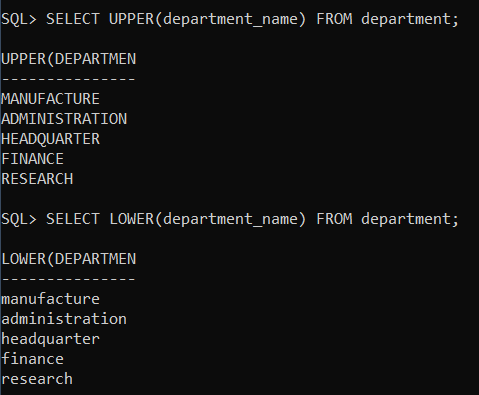 SQL> SELECT UPPER(department_name) FROM department;
UPPER(DEPARTMEN
---------------
MANUFACTURE
ADMINISTRATION
HEADQUARTER
FINANCE
RESEARCH
SQL> SELECT LOWER(department_name) FROM department;
LOWER(DEPARTMEN
---------------
manufacture
administration
headquarter
finance
research